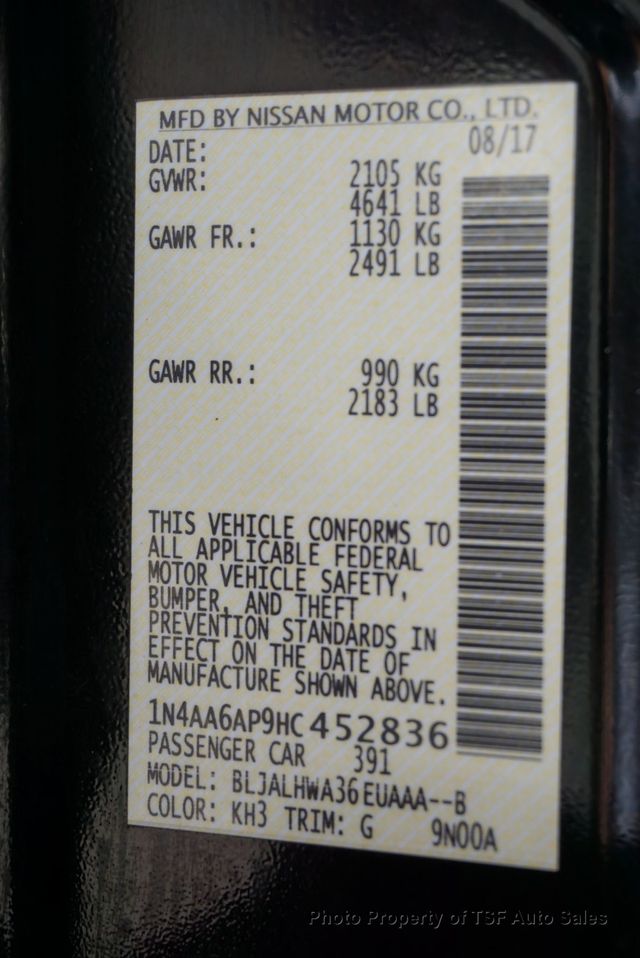 MFD BY NISSAN MOTOR CO., LTD.
DATE: 08/17
GVWR: 2105 KG
4641 LB
GAWR FR.: 1130 KG
2491 LB
GAWR RR.: 990 KG
2183 LB
THIS VEHICLE CONFORMS TO
ALL APPLICABLE FEDERAL
MOTOR VEHICLE SAFETY,
BUMPER, AND THEFT
PREVENTION STANDARDS IN
EFFECT ON THE DATE OF
MANUFACTURE SHOWN ABOVE.
1N4AA6AP9HC452836
PASSENGER CAR 391
MODEL: BLJALHWA36EUAAA--B
COLOR: KH3 TRIM: G 9N00A
Photo Property of TSF Auto Sales